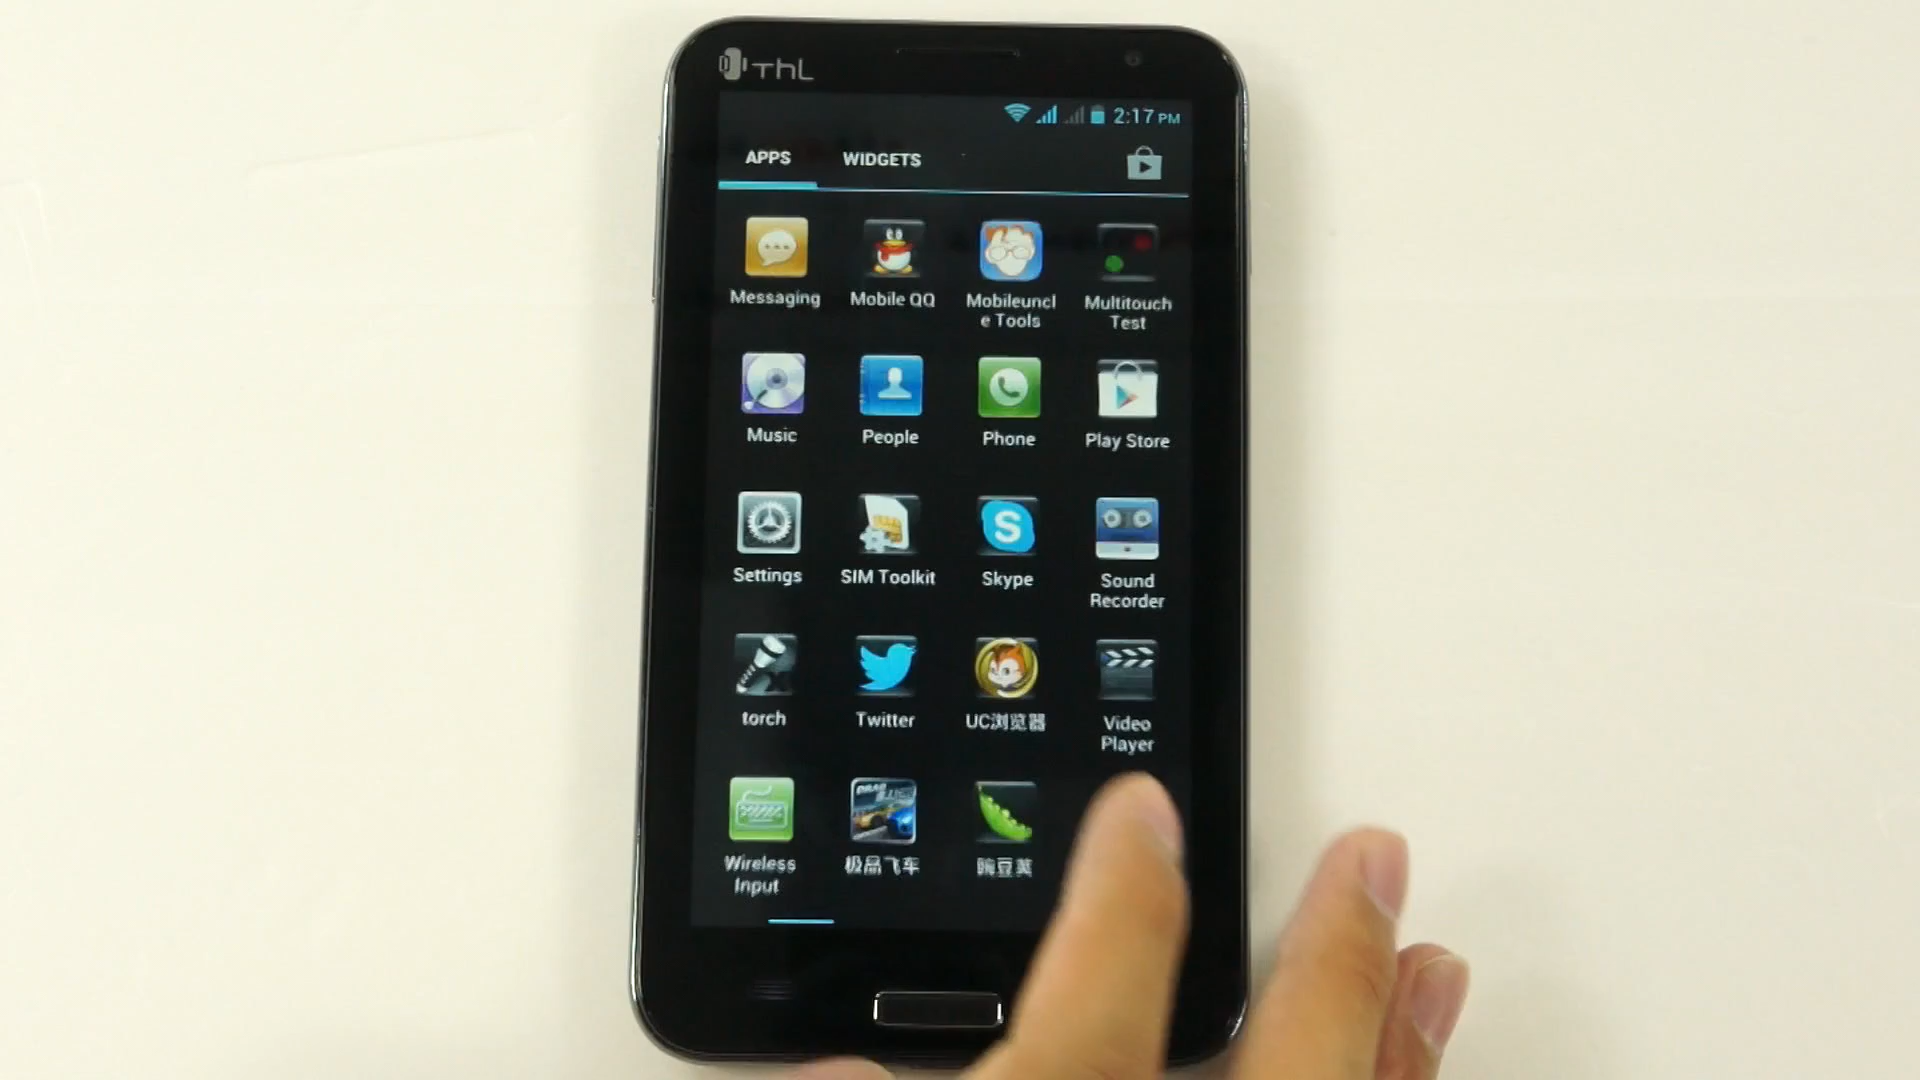 ThL
2:17 PM
APPS WIDGETS
Messaging Mobile QQ Mobileuncl Multitouch
e Tools Test
Music People Phone Play Store
Settings SIM Toolkit Skype Sound
Recorder
torch Twitter UC浏览器 Video
Player
Wireless 极品飞车 豌豆荚
Input